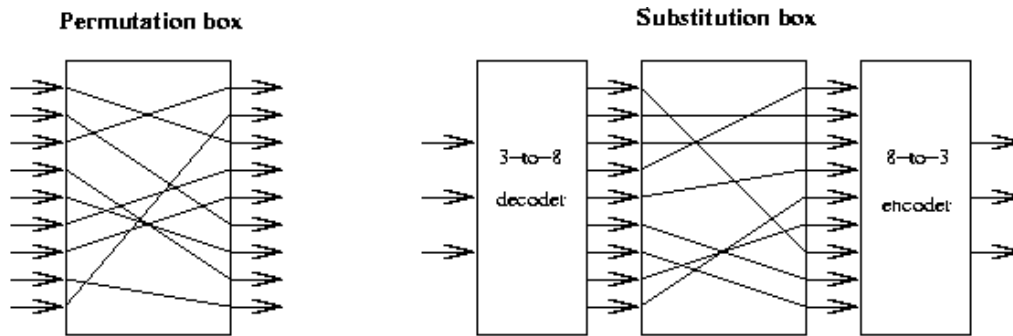 Permutation box
Substitution box
3-to-8
decoder
8-to-3
encoder